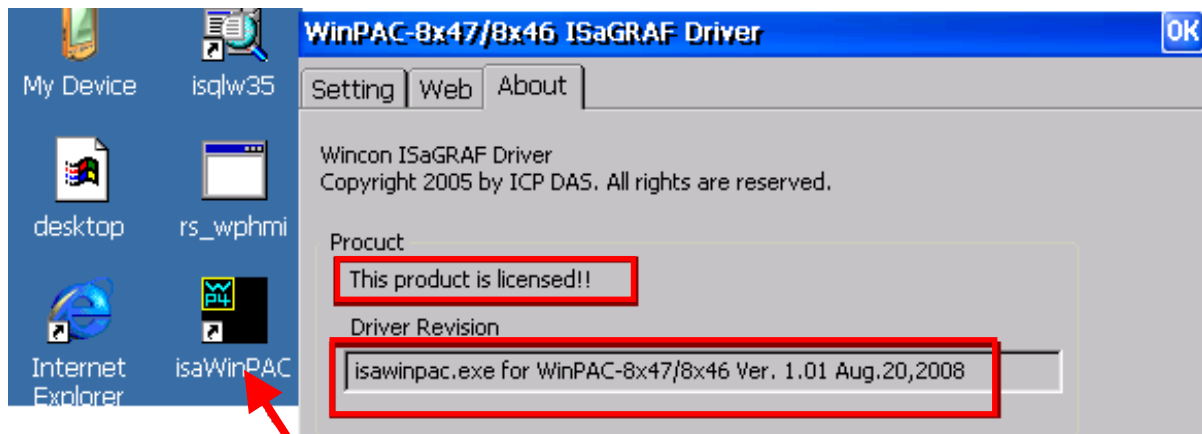 My Device
isqlw35
desktop
rs_wphmi
Internet Explorer
isaWinPAC
WinPAC-8x47/8x46 ISaGRAF Driver
OK
Setting
Web
About
Wincon ISaGRAF Driver
Copyright 2005 by ICP DAS. All rights are reserved.
Procuct
This product is licensed!!
Driver Revision
isawinpac.exe for WinPAC-8x47/8x46 Ver. 1.01 Aug.20,2008